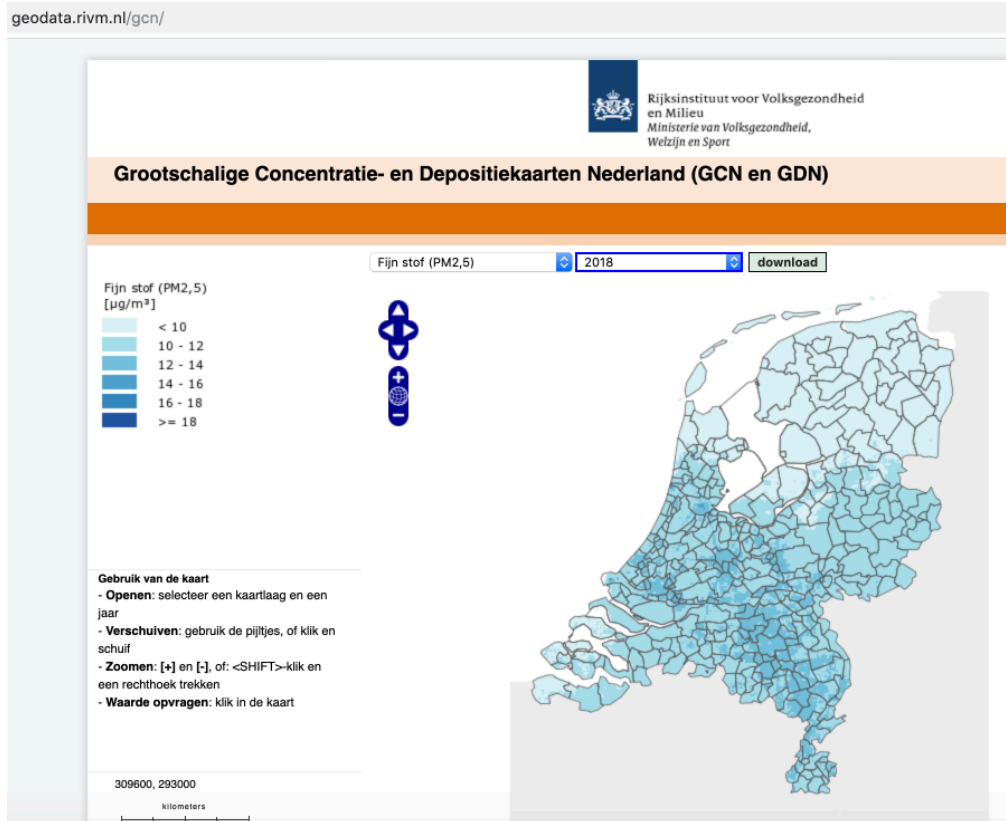 geodata.rivm.nl/gcn/
Rijksinstituut voor Volksgezondheid
en Milieu
Ministerie van Volksgezondheid,
Welzijn en Sport
Grootschalige Concentratie- en Depositiekaarten Nederland (GCN en GDN)
Fijn stof (PM2,5)
2018
download
Fijn stof (PM2,5)
[µg/m³]
< 10
10 - 12
12 - 14
14 - 16
16 - 18
>= 18
Gebruik van de kaart
- Openen: selecteer een kaartlaag en een
jaar
- Verschuiven: gebruik de pijltjes, of klik en
schuif
- Zoomen: [+] en [-], of: <SHIFT>-klik en
een rechthoek trekken
- Waarde opvragen: klik in de kaart
309600, 293000
kilometers